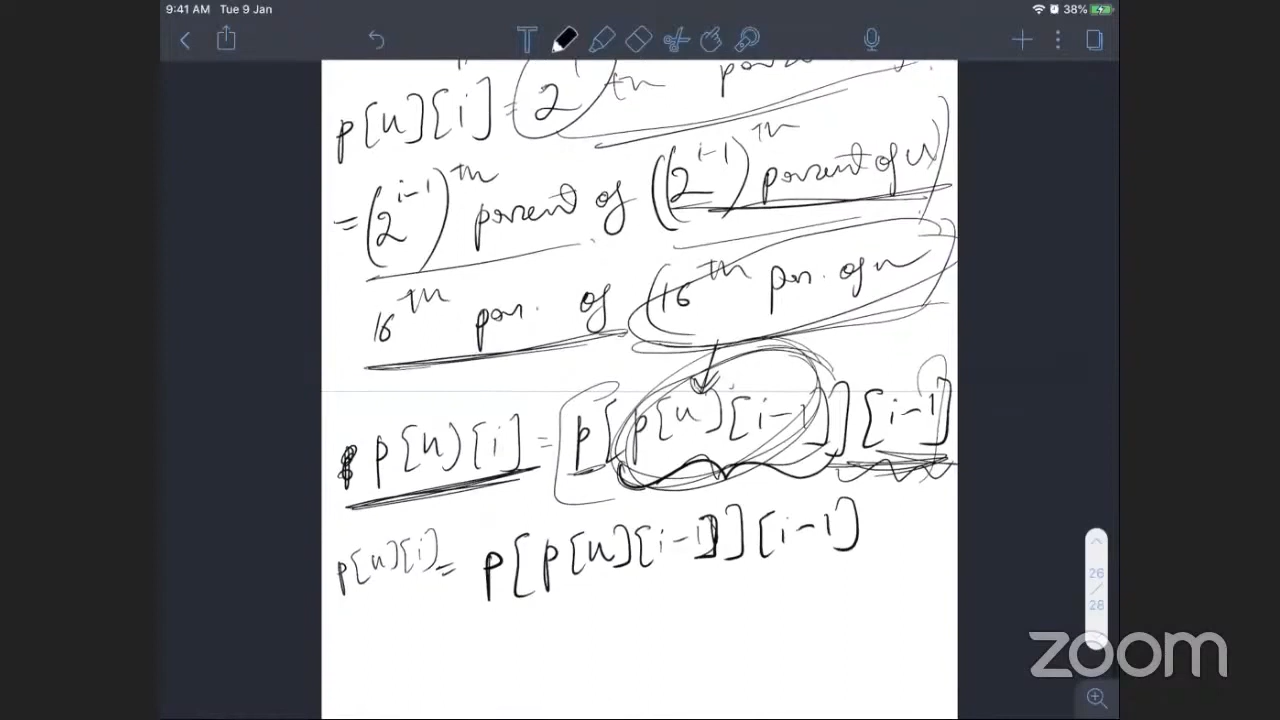 9:41 AM Tue 9 Jan
38%
T
p[u][i] = 2^i th
= (2^(i-1))^th parent of ((2^(i-1))^th parent of u)
16^th par. of (16^th par. of u)
p[u][i] = p[p[u][i-1]][i-1]
p[u][i] = p[p[u][i-1]][i-1]
26
/
28
zoom